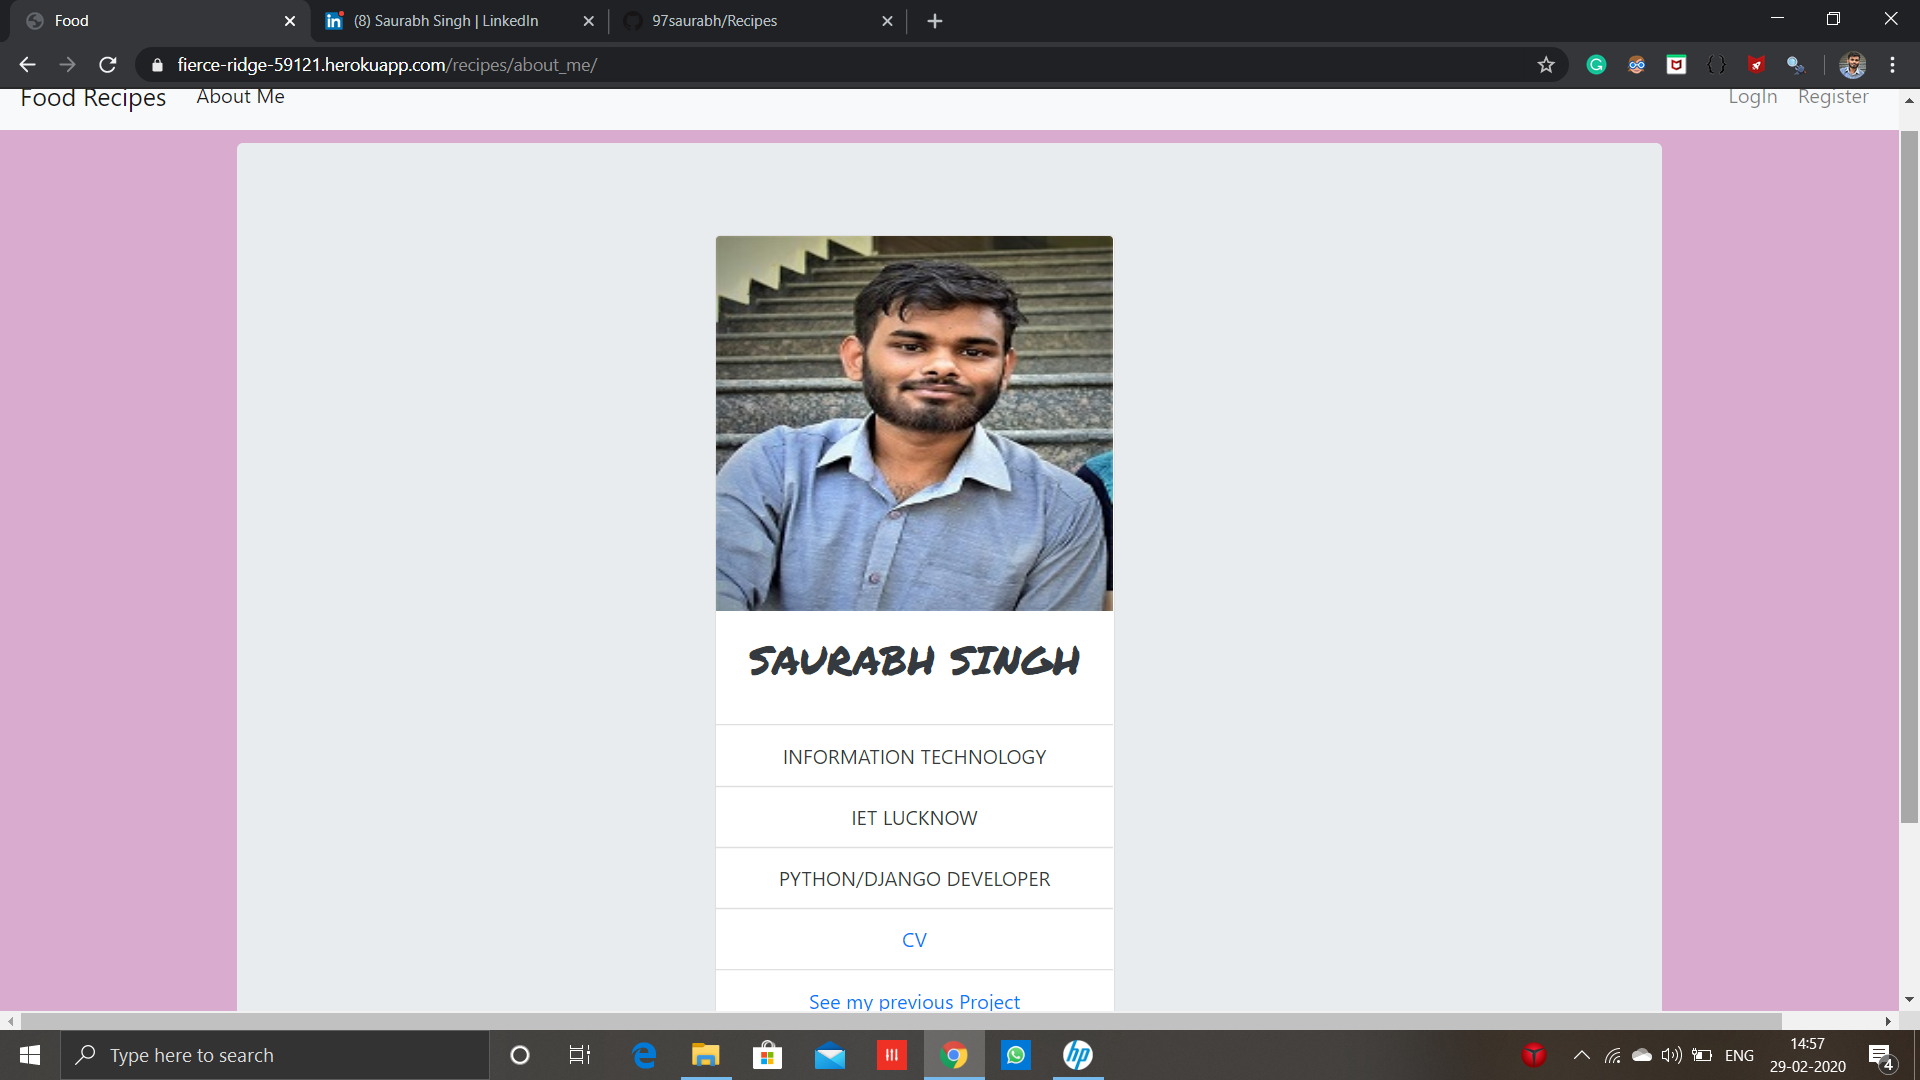 Food
(8) Saurabh Singh | LinkedIn
97saurabh/Recipes
fierce-ridge-59121.herokuapp.com/recipes/about_me/
Food Recipes
About Me
LogIn
Register
SAURABH SINGH
INFORMATION TECHNOLOGY
IET LUCKNOW
PYTHON/DJANGO DEVELOPER
CV
See my previous Project
Type here to search
ENG
14:57
29-02-2020
4